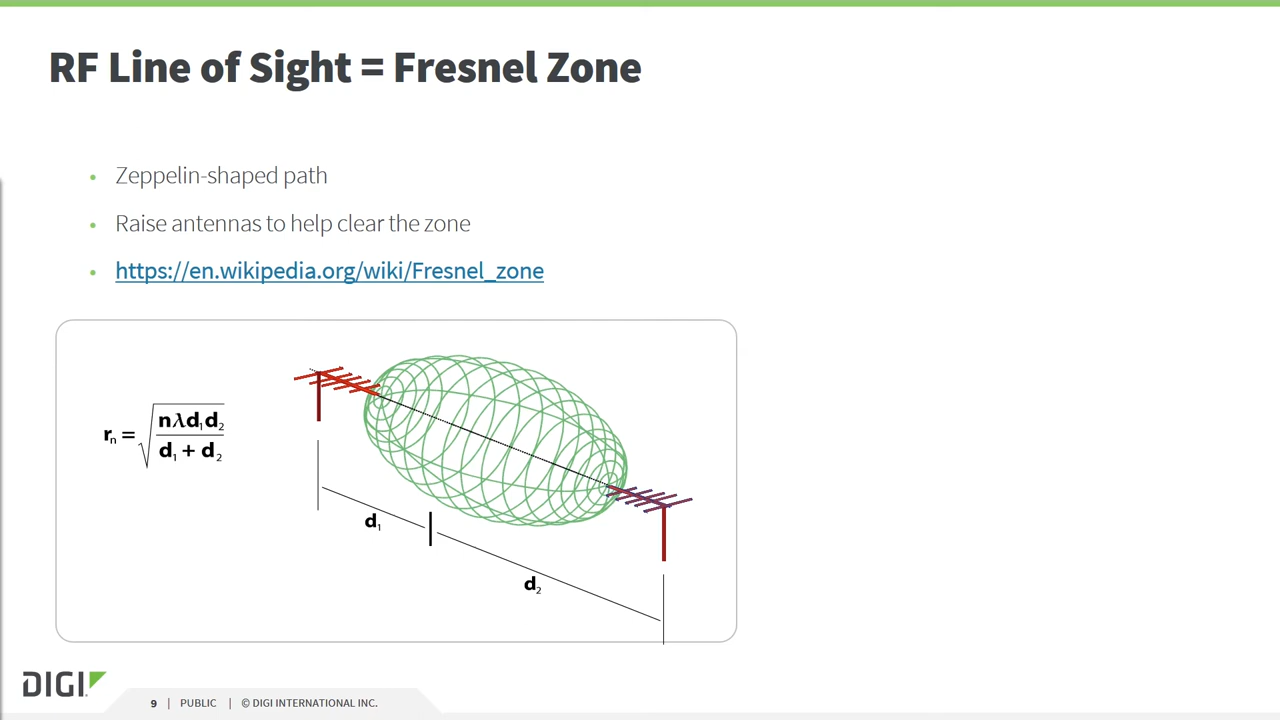 RF Line of Sight = Fresnel Zone
• Zeppelin-shaped path
• Raise antennas to help clear the zone
• https://en.wikipedia.org/wiki/Fresnel_zone
rₙ = √(nλd₁d₂ / d₁ + d₂)
d₁
d₂
DIGI
9 | PUBLIC | © DIGI INTERNATIONAL INC.